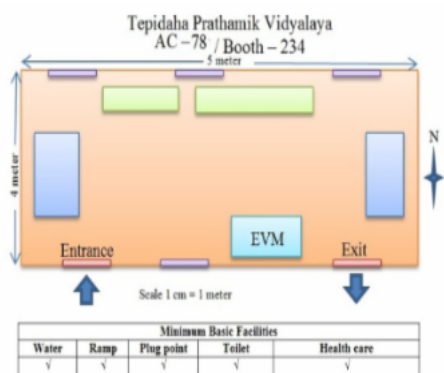 Tepidaha Prathamik Vidyalaya
AC – 78 / Booth – 234
5 meter
4 meter
N
EVM
Entrance
Exit
Scale 1 cm = 1 meter
Minimum Basic Facilities
Water Ramp Plug point Toilet Health care
√ √ √ √ √